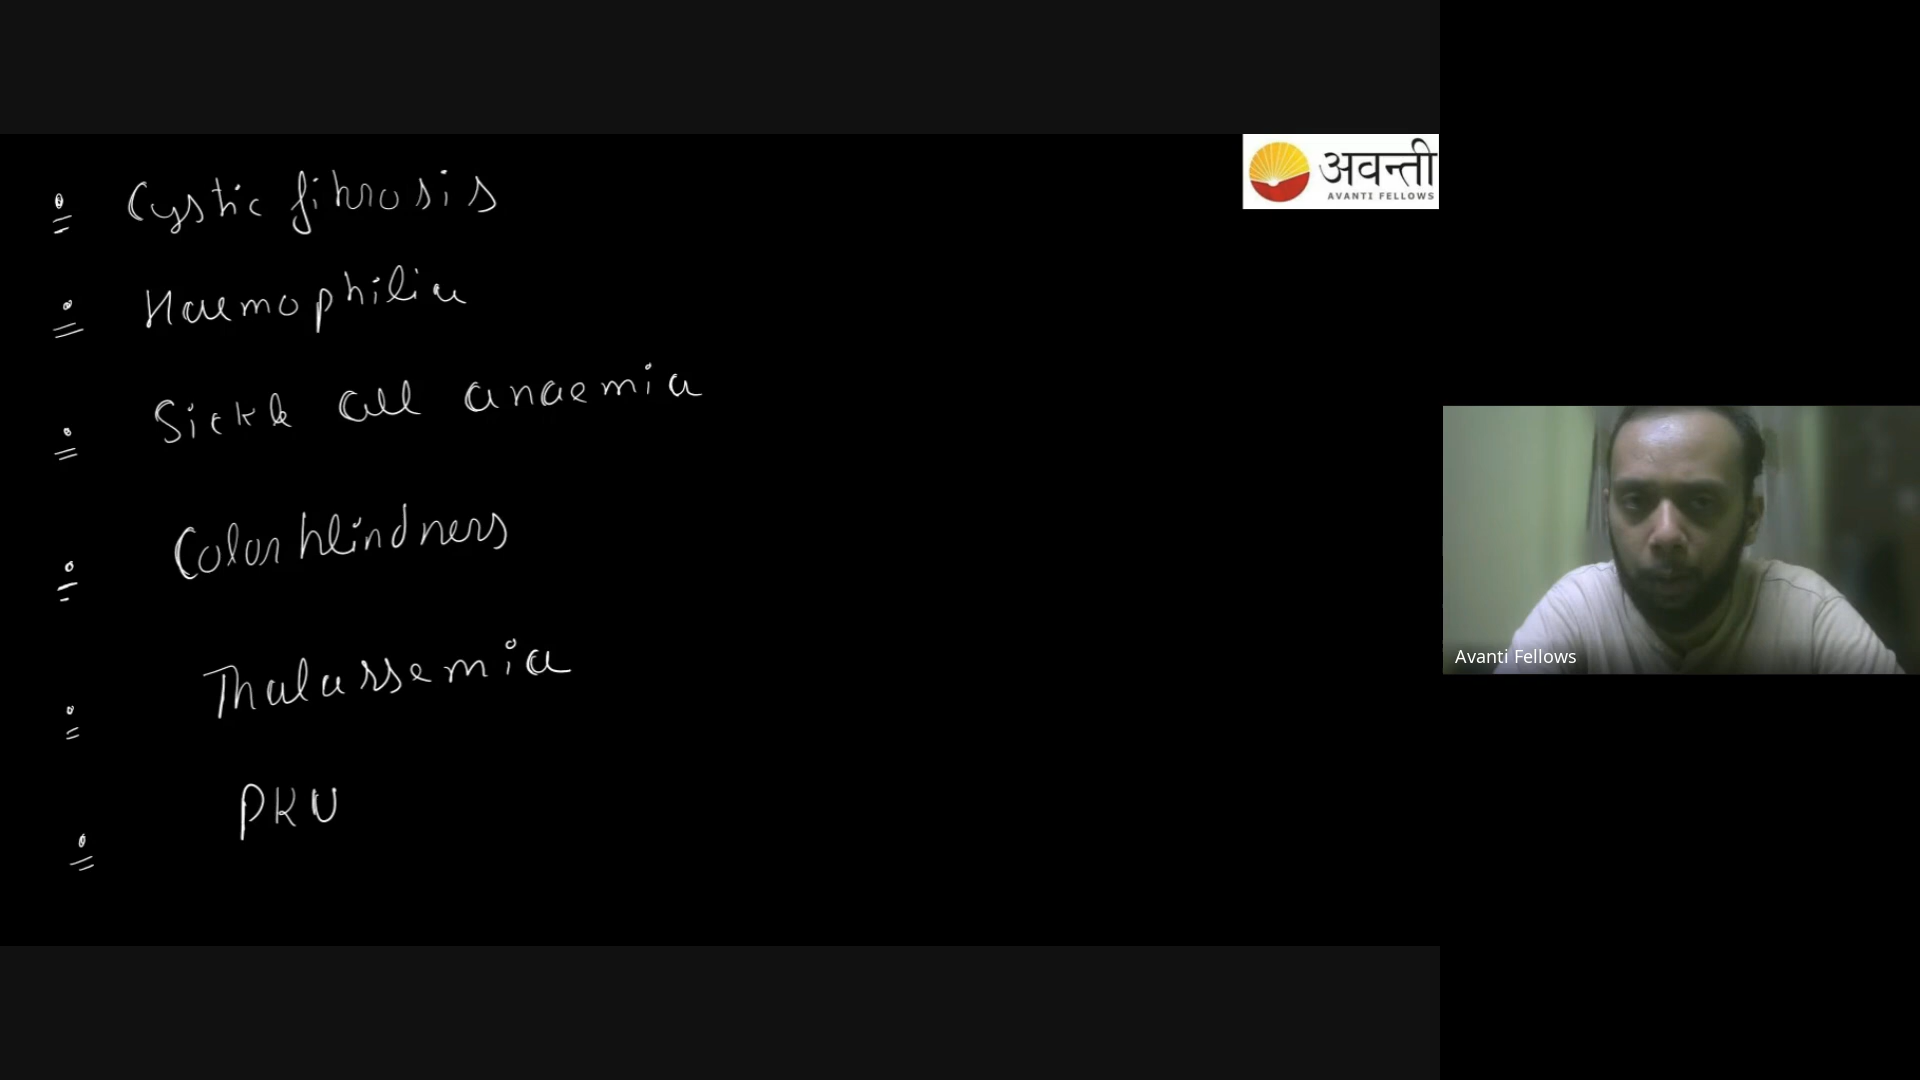 Cystic fibrosis
Haemophilia
Sickle cell anaemia
Colorblindness
Thalassemia
PKU
अवन्ती
AVANTI FELLOWS
Avanti Fellows